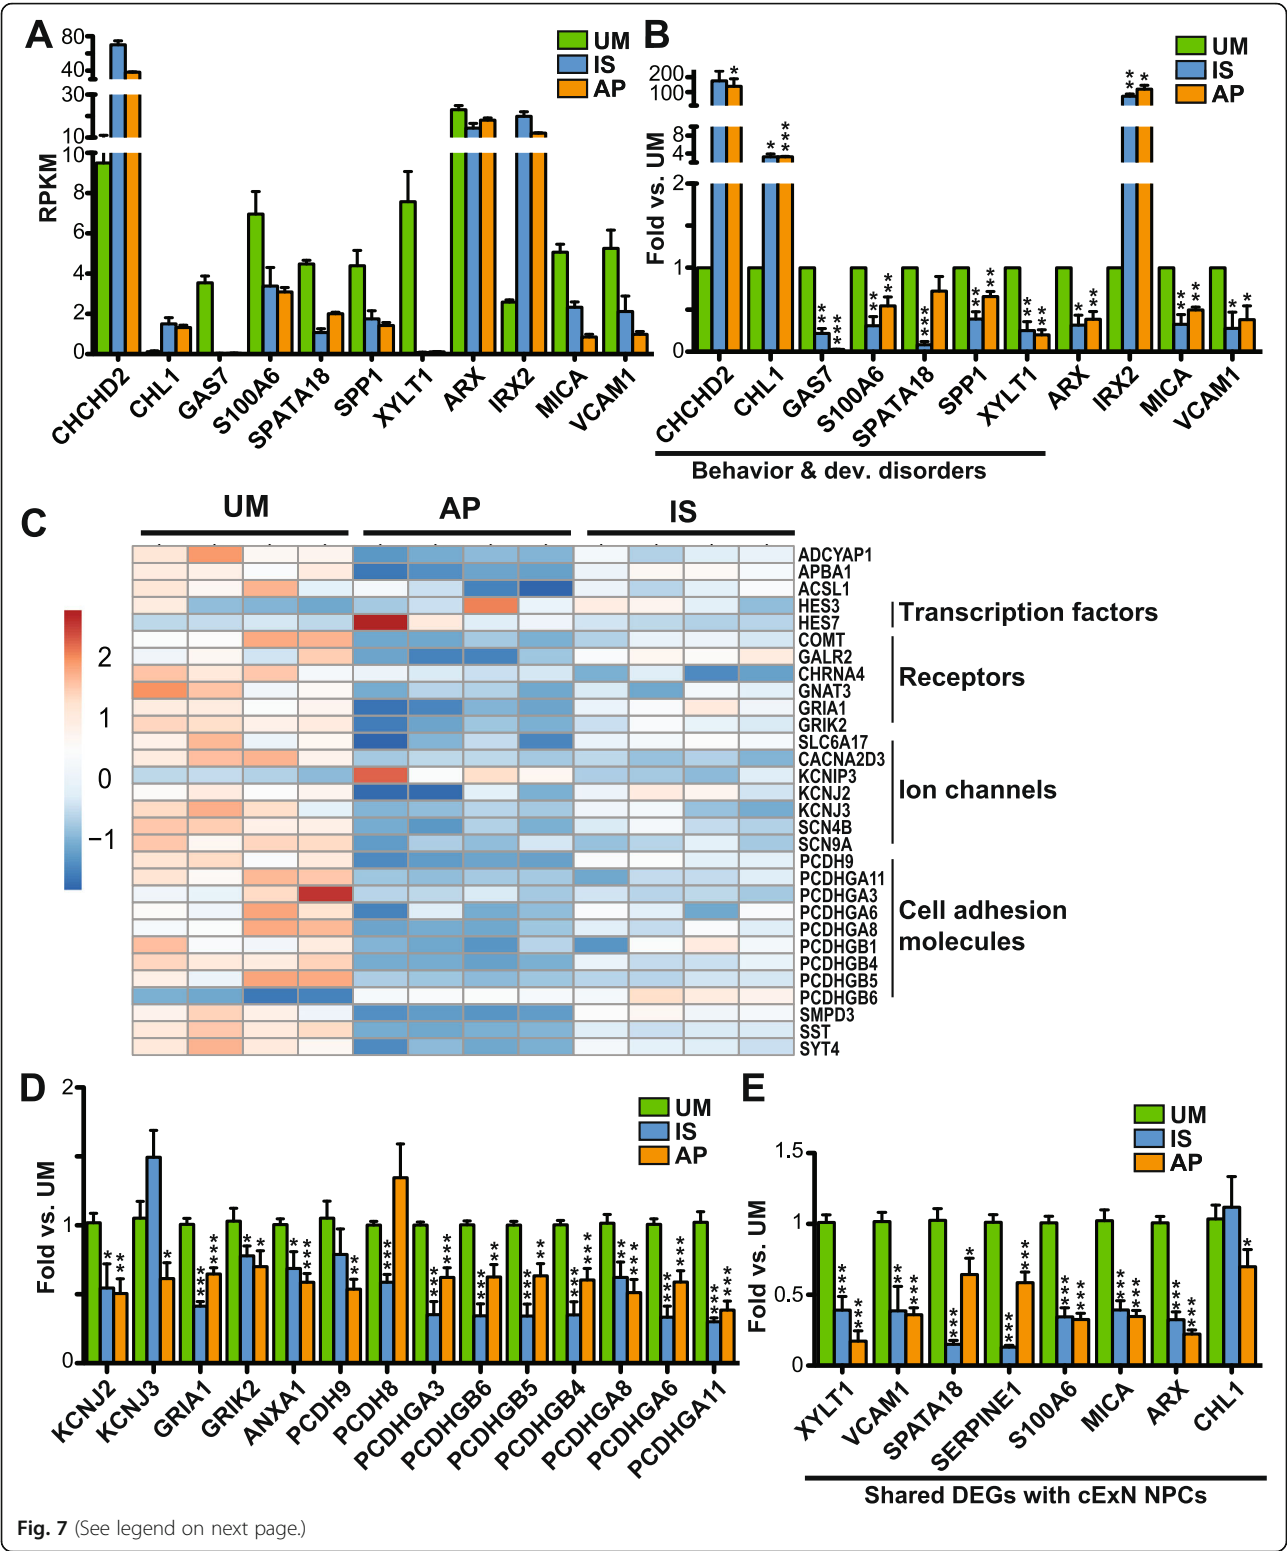 A
80
40
30
10
10
8
6
4
2
0
RPKM
UM
IS
AP
CHCHD2
CHL1
GAS7
S100A6
SPATA18
SPP1
XYLT1
ARX
IRX2
MICA
VCAM1
B
200
100
8
4
2
1
0
Fold vs. UM
UM
IS
AP
* * * * * * * * * * * * * * * * * * * * * * * * * * * * * * * * * * *
CHCHD2
CHL1
GAS7
S100A6
SPATA18
SPP1
XYLT1
ARX
IRX2
MICA
VCAM1
Behavior & dev. disorders
C
UM
AP
IS
2
1
0
−1
ADCYAP1
APBA1
ACSL1
HES3
HES7
COMT
GALR2
CHRNA4
GNAT3
GRIA1
GRIK2
SLC6A17
CACNA2D3
KCNIP3
KCNJ2
KCNJ3
SCN4B
SCN9A
PCDH9
PCDHGA11
PCDHGA3
PCDHGA6
PCDHGA8
PCDHGB1
PCDHGB4
PCDHGB5
PCDHGB6
SMPD3
SST
SYT4
Transcription factors
Receptors
Ion channels
Cell adhesion
molecules
D
2
1
0
Fold vs. UM
UM
IS
AP
KCNJ2
KCNJ3
GRIA1
GRIK2
ANXA1
PCDH9
PCDH8
PCDHGA3
PCDHGB6
PCDHGB5
PCDHGB4
PCDHGA8
PCDHGA6
PCDHGA11
E
1.5
1
0.5
0
Fold vs. UM
UM
IS
AP
XYLT1
VCAM1
SPATA18
SERPINE1
S100A6
MICA
ARX
CHL1
Shared DEGs with cExN NPCs
Fig. 7 (See legend on next page.)